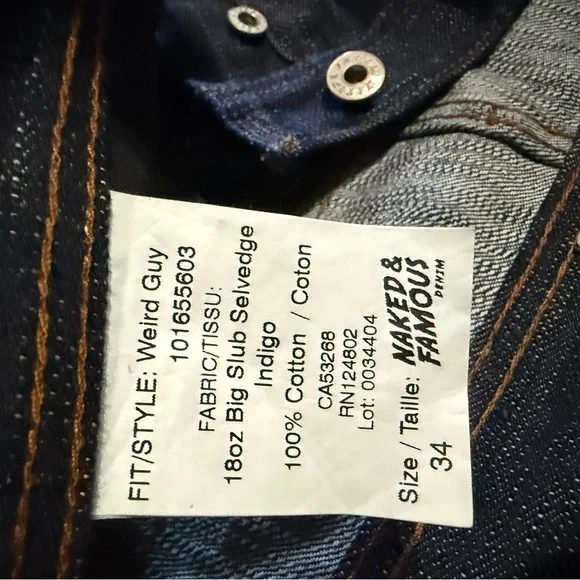 FIT/STYLE: Weird Guy
101655603
FABRIC/TISSU:
18oz Big Slub Selvedge
Indigo
100% Cotton / Coton
CA53268
RN124802
Lot: 0034404
Size / Taille:
34
NAKED &
FAMOUS
DENIM